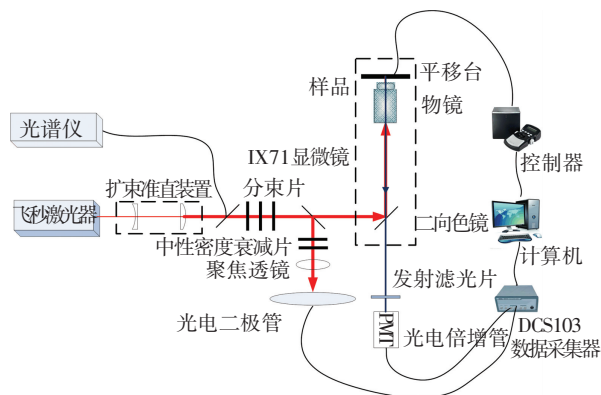 样品
平移台
物镜
光谱仪
IX71显微镜
控制器
扩束准直装置
分束片
飞秒激光器
二向色镜
中性密度衰减片
聚焦透镜
计算机
发射滤光片
光电二极管
PMT
光电倍增管
DCS103
数据采集器